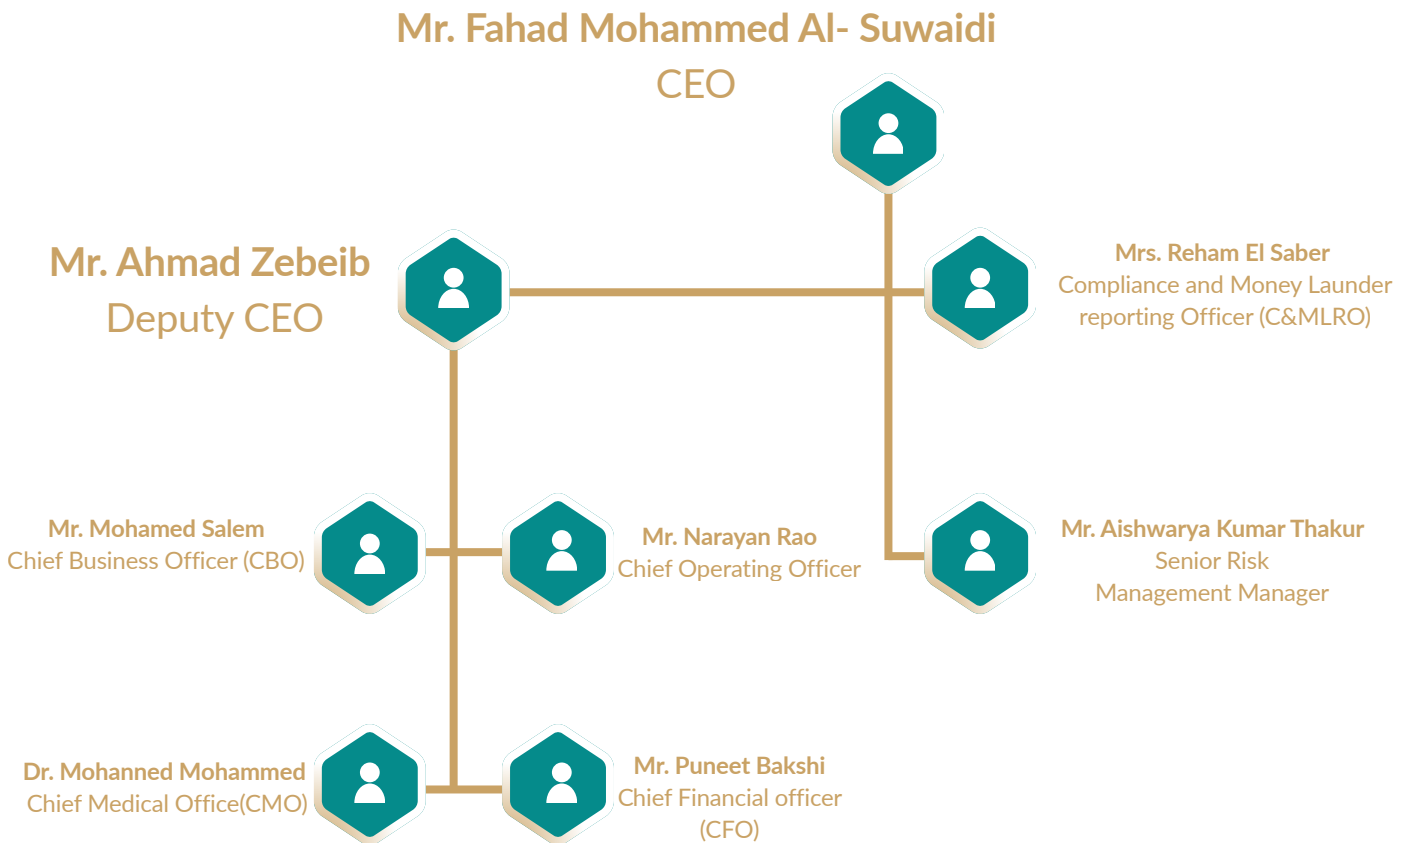 Mr. Fahad Mohammed Al- Suwaidi
CEO
Mr. Ahmad Zebeib
Deputy CEO
Mrs. Reham El Saber
Compliance and Money Launder
reporting Officer (C&MLRO)
Mr. Mohamed Salem
Chief Business Officer (CBO)
Mr. Narayan Rao
Chief Operating Officer
Mr. Aishwarya Kumar Thakur
Senior Risk
Management Manager
Dr. Mohanned Mohammed
Chief Medical Office(CMO)
Mr. Puneet Bakshi
Chief Financial officer
(CFO)